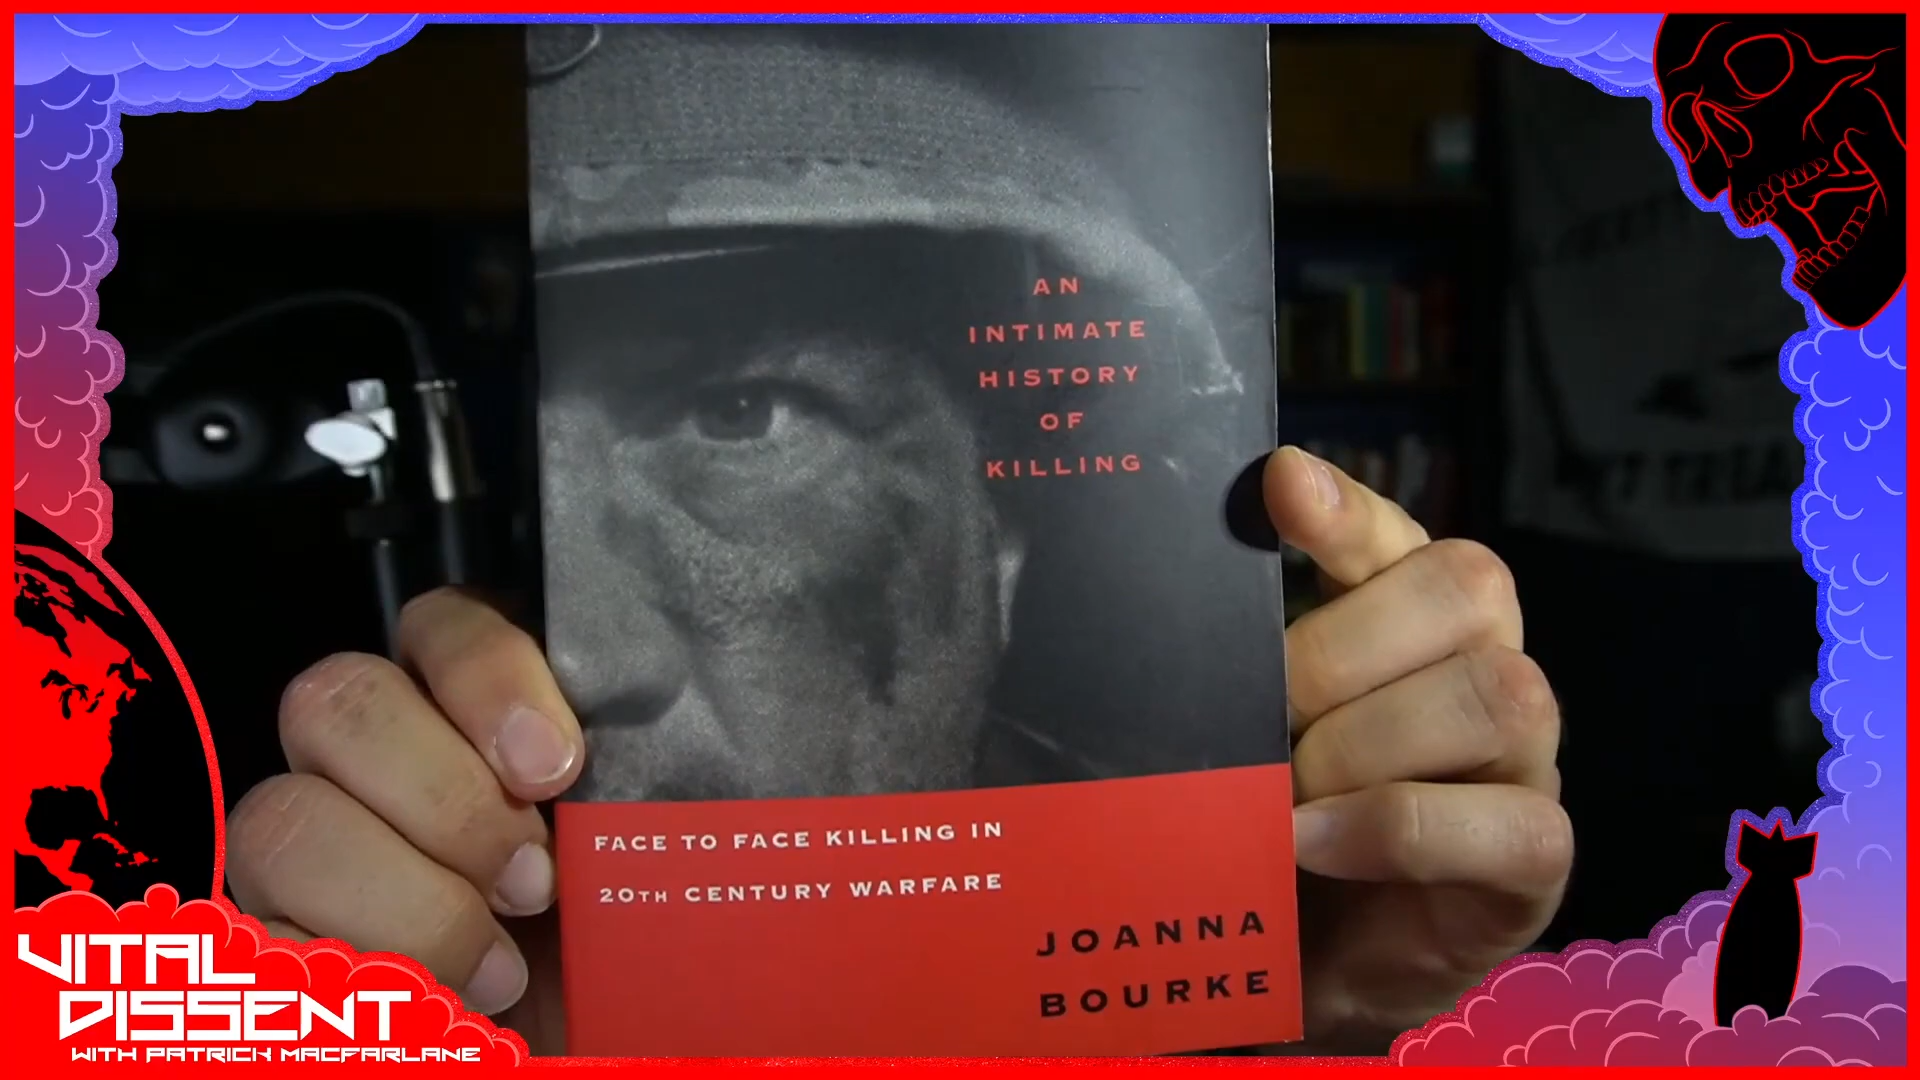 AN
INTIMATE
HISTORY
OF
KILLING
FACE TO FACE KILLING IN
20TH CENTURY WARFARE
JOANNA
BOURKE
VITAL
DISSENT
WITH PATRICK MACFARLANE